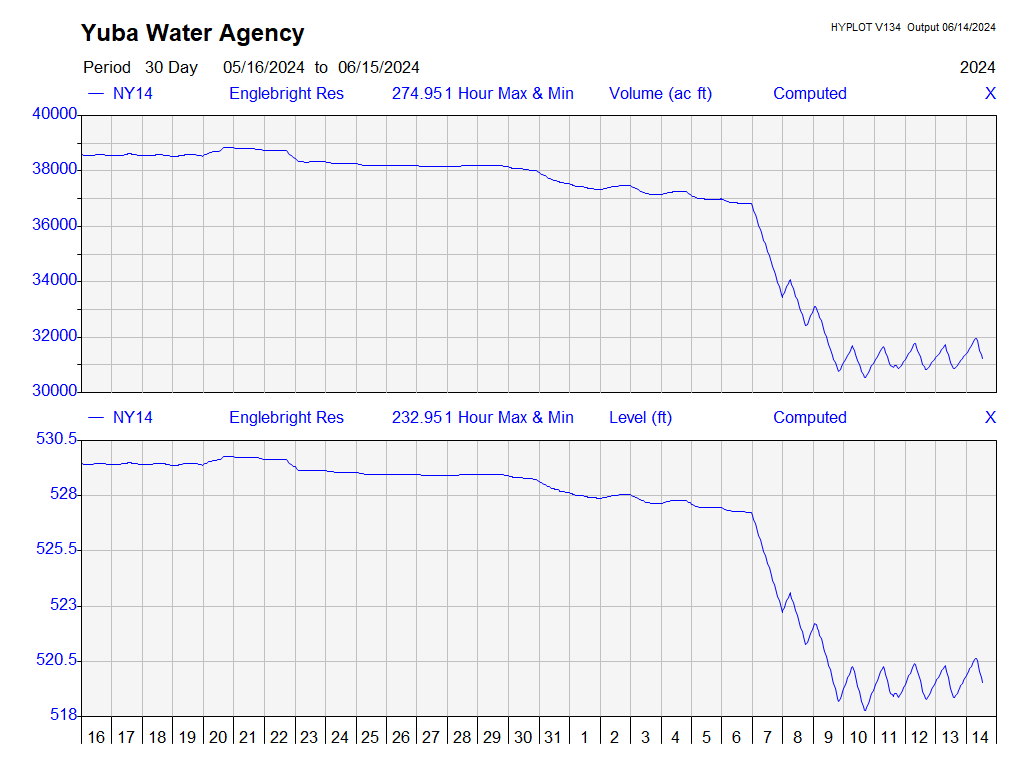 Yuba Water Agency
HYPLOT V134 Output 06/14/2024
Period 30 Day 05/16/2024 to 06/15/2024
2024
NY14 Englebright Res 274.951 Hour Max & Min Volume (ac ft) Computed X
40000
38000
36000
34000
32000
30000
NY14 Englebright Res 232.951 Hour Max & Min Level (ft) Computed X
530.5
528
525.5
523
520.5
518
16 17 18 19 20 21 22 23 24 25 26 27 28 29 30 31 1 2 3 4 5 6 7 8 9 10 11 12 13 14